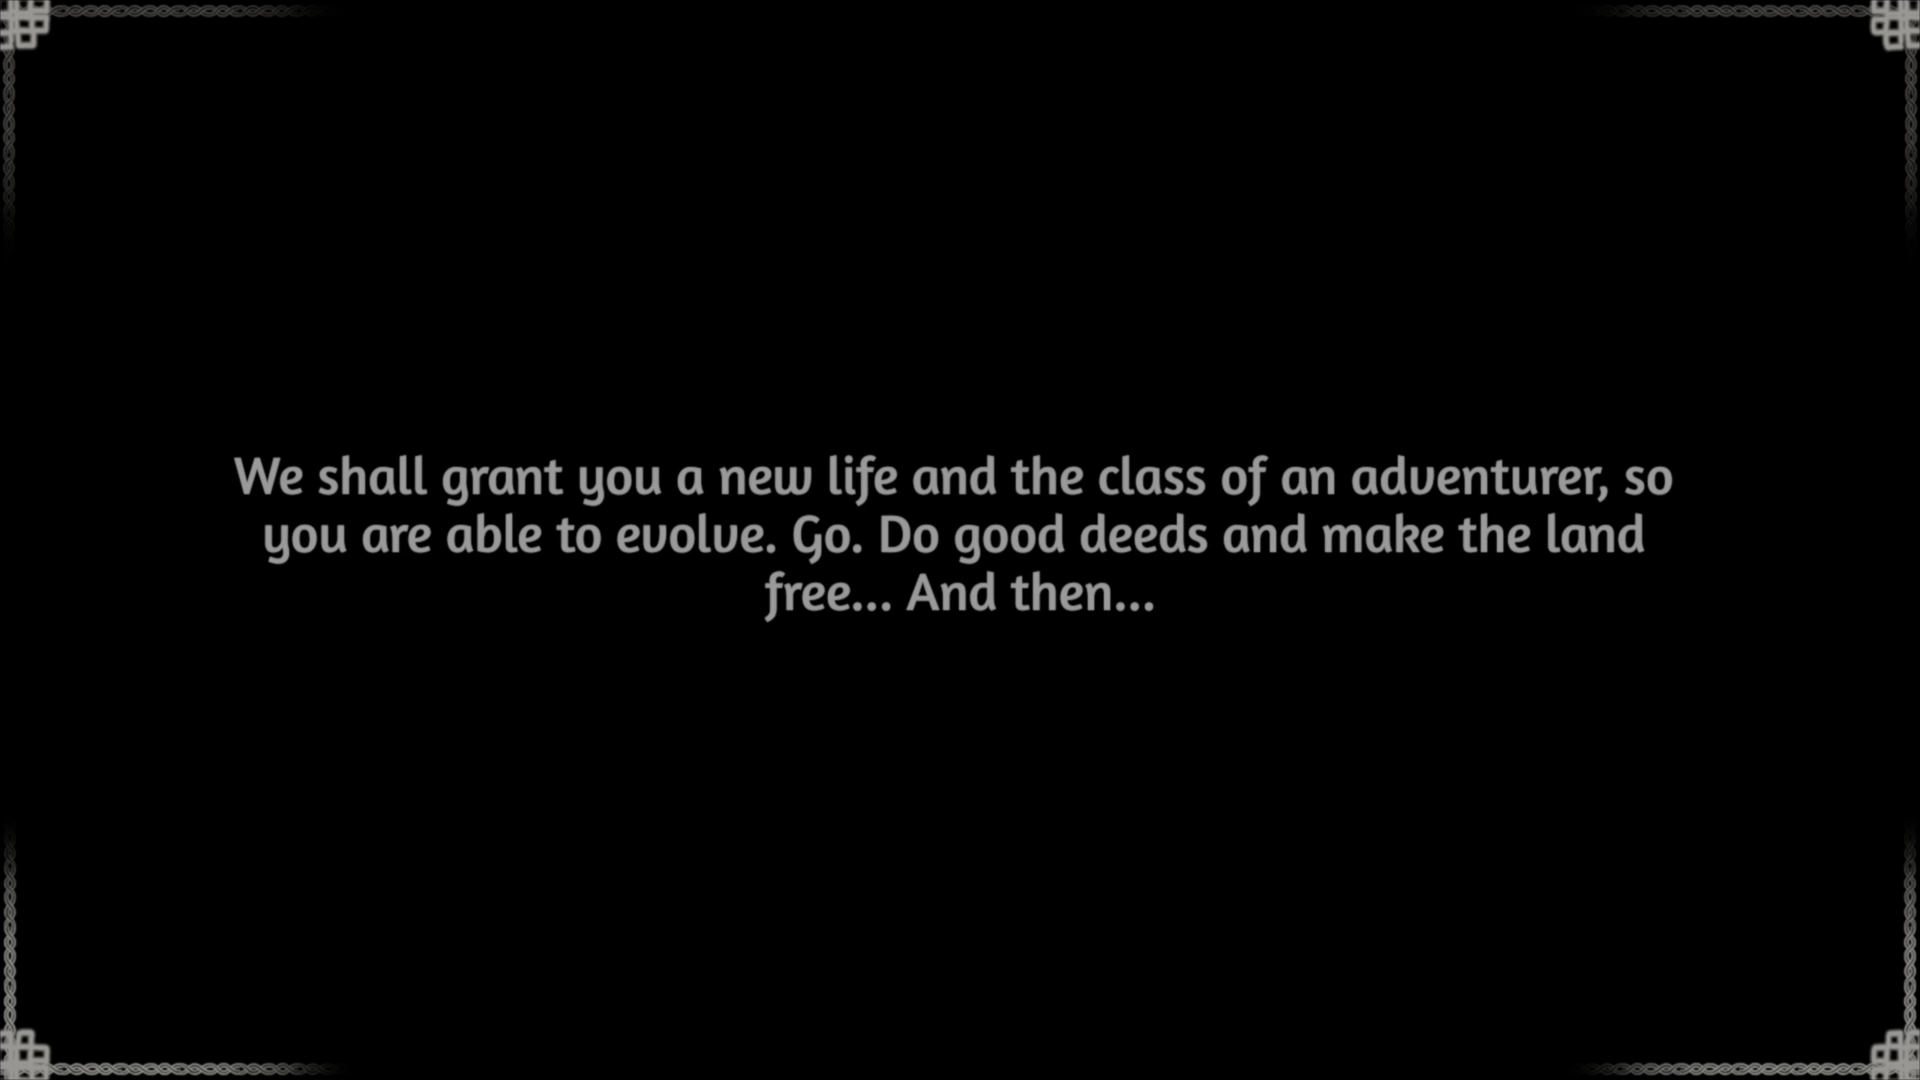 We shall grant you a new life and the class of an adventurer, so
you are able to evolve. Go. Do good deeds and make the land
free... And then...